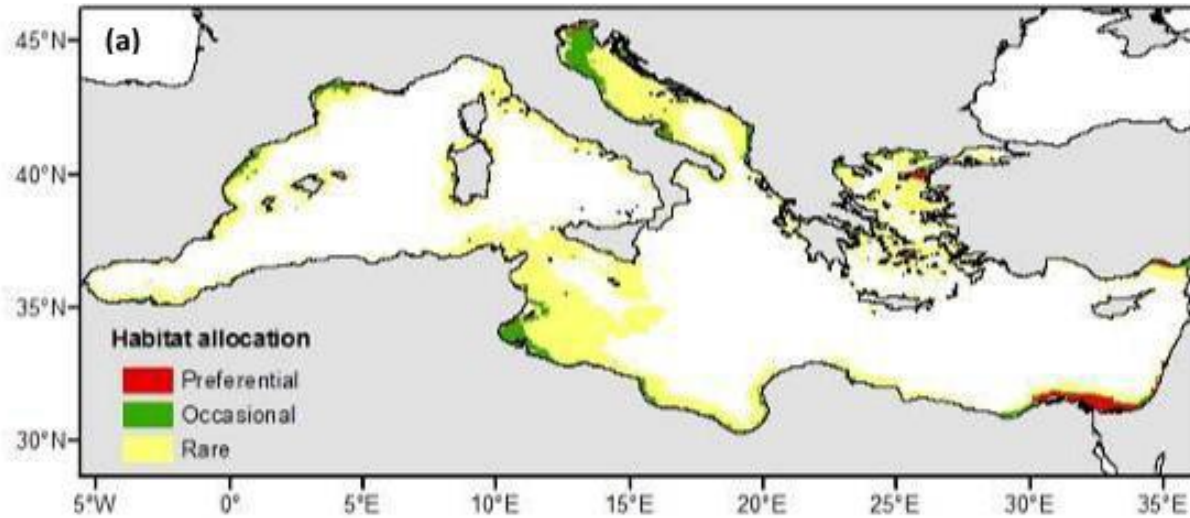 (a)
45°N
40°N
35°N
30°N
Habitat allocation
Preferential
Occasional
Rare
5°W 0° 5°E 10°E 15°E 20°E 25°E 30°E 35°E